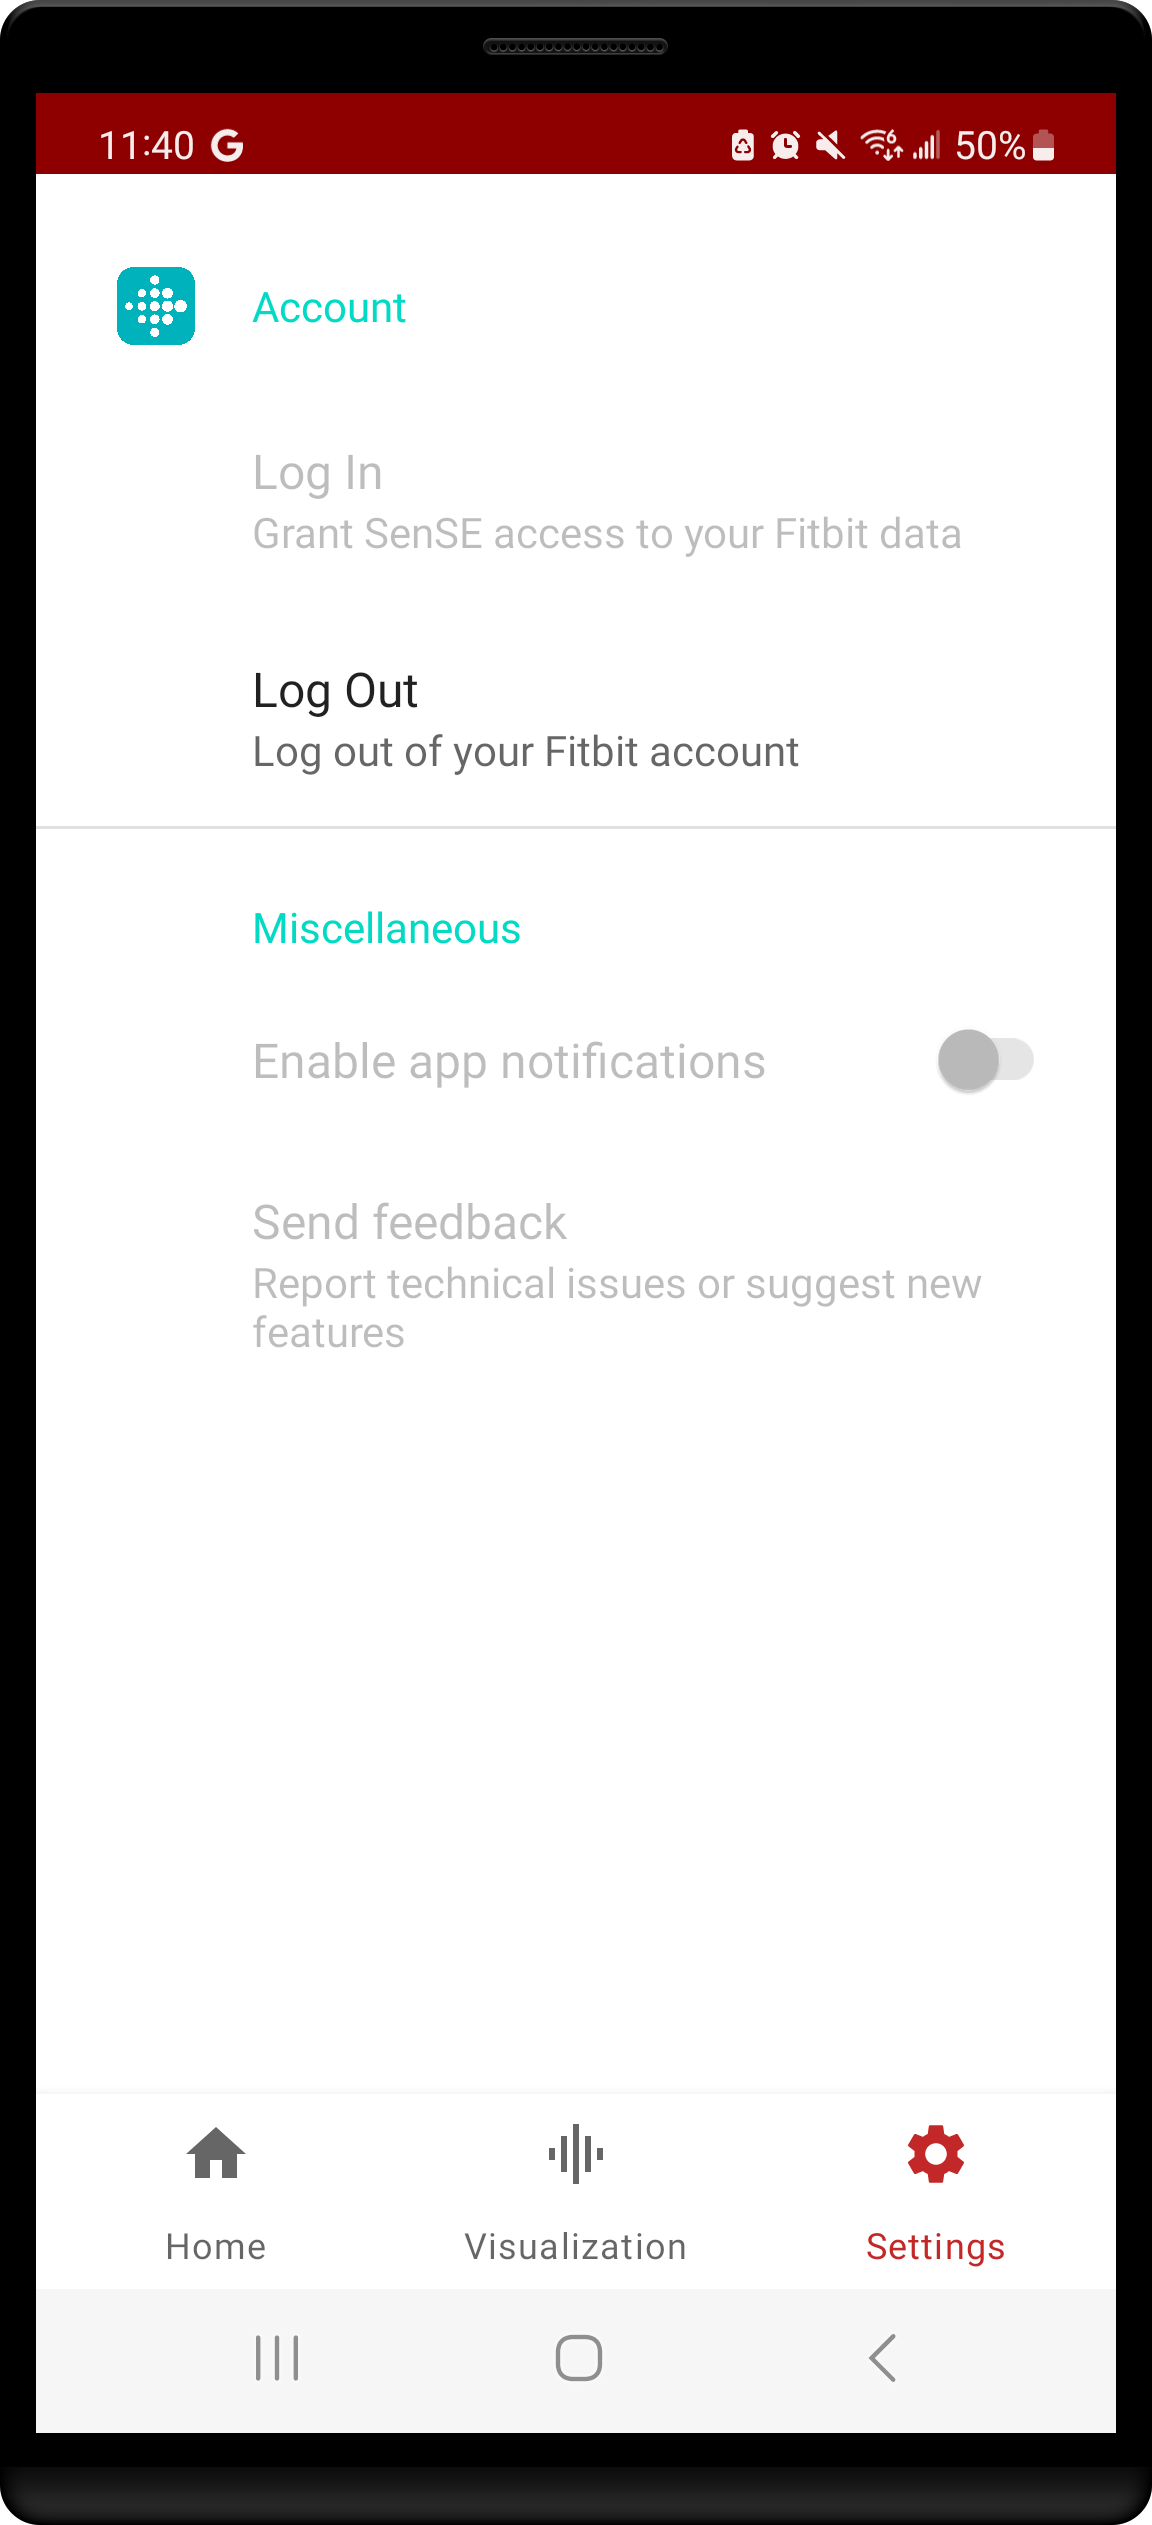 11:40 G 6 50%
Account
Log In
Grant SenSE access to your Fitbit data
Log Out
Log out of your Fitbit account
Miscellaneous
Enable app notifications
Send feedback
Report technical issues or suggest new
features
Home Visualization Settings